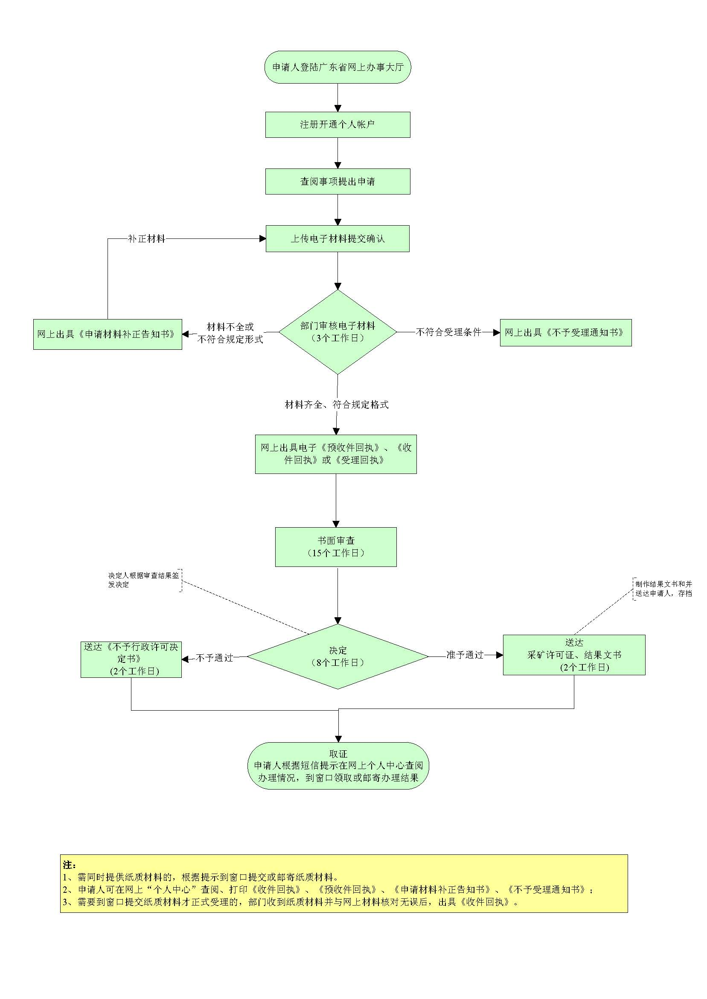 申请人登陆广东省网上办事大厅
注册开通个人帐户
查阅事项提出申请
补正材料
上传电子材料提交确认
网上出具《申请材料补正告知书》
材料不全或
不符合规定形式
部门审核电子材料
（3个工作日）
不符合受理条件
网上出具《不予受理通知书》
材料齐全、符合规定格式
网上出具电子《预收件回执》、《收
件回执》或《受理回执》
书面审查
（15个工作日）
决定人根据审查结果签
发决定
制作结果文书和并
送达申请人，存档
送达《不予行政许可决
定书》
(2个工作日)
不予通过
决定
（8个工作日）
准予通过
送达
采矿许可证、结果文书
(2个工作日)
取证
申请人根据短信提示在网上个人中心查阅
办理情况，到窗口领取或邮寄办理结果
注：
1、需同时提供纸质材料的，根据提示到窗口提交或邮寄纸质材料。
2、申请人可在网上“个人中心”查阅、打印《收件回执》、《预收件回执》、《申请材料补正告知书》、《不予受理通知书》；
3、需要到窗口提交纸质材料才正式受理的，部门收到纸质材料并与网上材料核对无误后，出具《收件回执》。